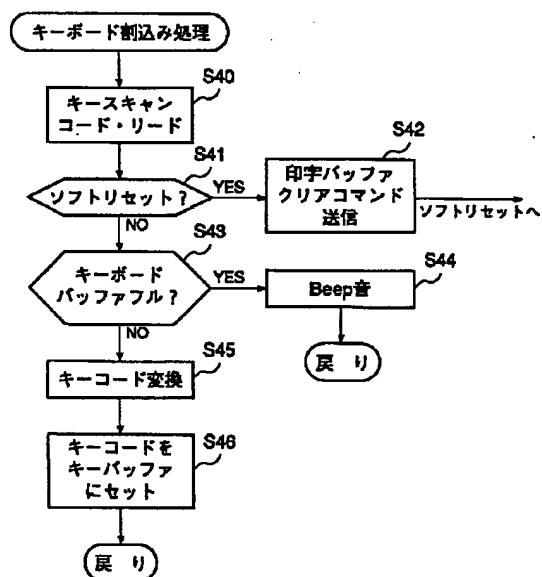 キーボード割込み処理
S40
キースキャン
コード・リード
S41
ソフトリセット?
YES
S42
印字バッファ
クリアコマンド
送信
ソフトリセットへ
NO
S43
キーボード
バッファフル?
YES
S44
Beep音
戻り
NO
S45
キーコード変換
S46
キーコードを
キーバッファ
にセット
戻り